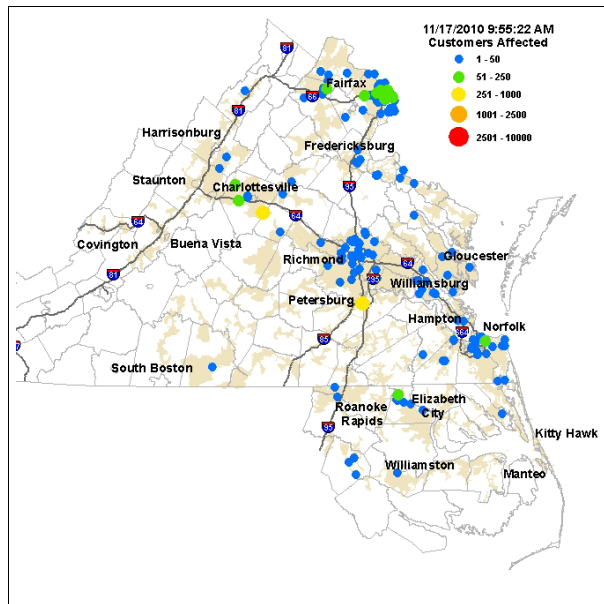 11/17/2010 9:55:22 AM
Customers Affected
1 - 50
51 - 250
251 - 1000
1001 - 2500
2501 - 10000
81
Fairfax
66
81
Harrisonburg
Fredericksburg
Staunton
Charlottesville
95
64
64
Covington
Buena Vista
Richmond
64
Gloucester
81
295
Williamsburg
Petersburg
Hampton
Norfolk
664
85
South Boston
Roanoke
Rapids
Elizabeth
City
95
Kitty Hawk
Williamston
Manteo